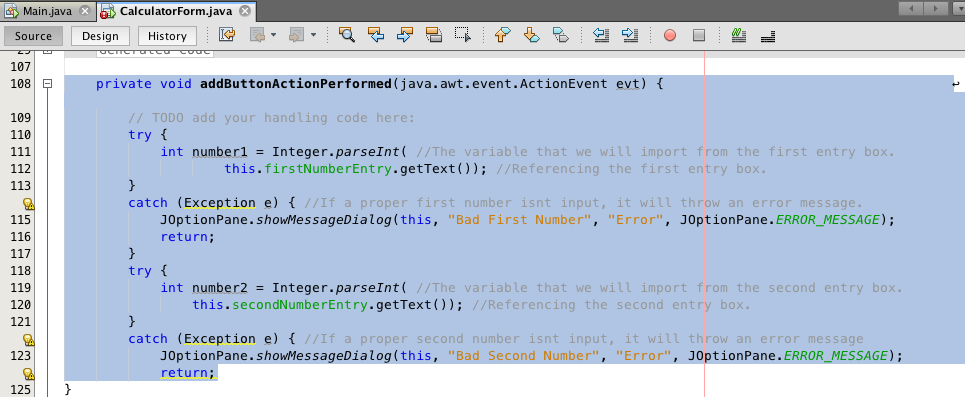 Main.java CalculatorForm.java
Source Design History
Generated Code
107
108 private void addButtonActionPerformed(java.awt.event.ActionEvent evt) {
109 // TODO add your handling code here:
110 try {
111 int number1 = Integer.parseInt( //The variable that we will import from the first entry box.
112 this.firstNumberEntry.getText()); //Referencing the first entry box.
113 }
catch (Exception e) { //If a proper first number isnt input, it will throw an error message.
115 JOptionPane.showMessageDialog(this, "Bad First Number", "Error", JOptionPane.ERROR_MESSAGE);
116 return;
117 }
118 try {
119 int number2 = Integer.parseInt( //The variable that we will import from the second entry box.
120 this.secondNumberEntry.getText()); //Referencing the second entry box.
121 }
catch (Exception e) { //If a proper second number isnt input, it will throw an error message
123 JOptionPane.showMessageDialog(this, "Bad Second Number", "Error", JOptionPane.ERROR_MESSAGE);
return;
125 }